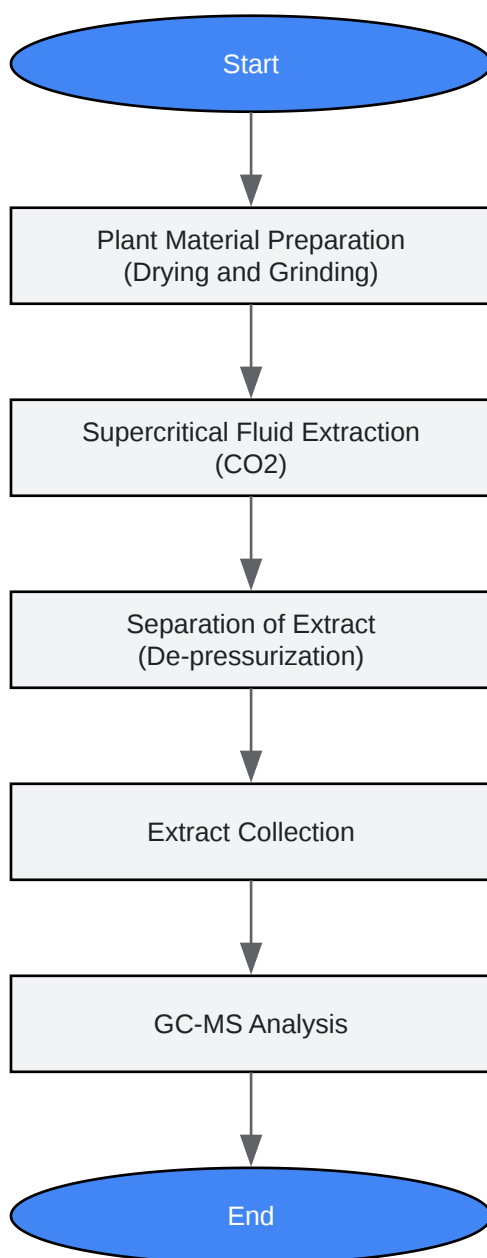 Start
Plant Material Preparation
(Drying and Grinding)
Supercritical Fluid Extraction
(CO2)
Separation of Extract
(De-pressurization)
Extract Collection
GC-MS Analysis
End